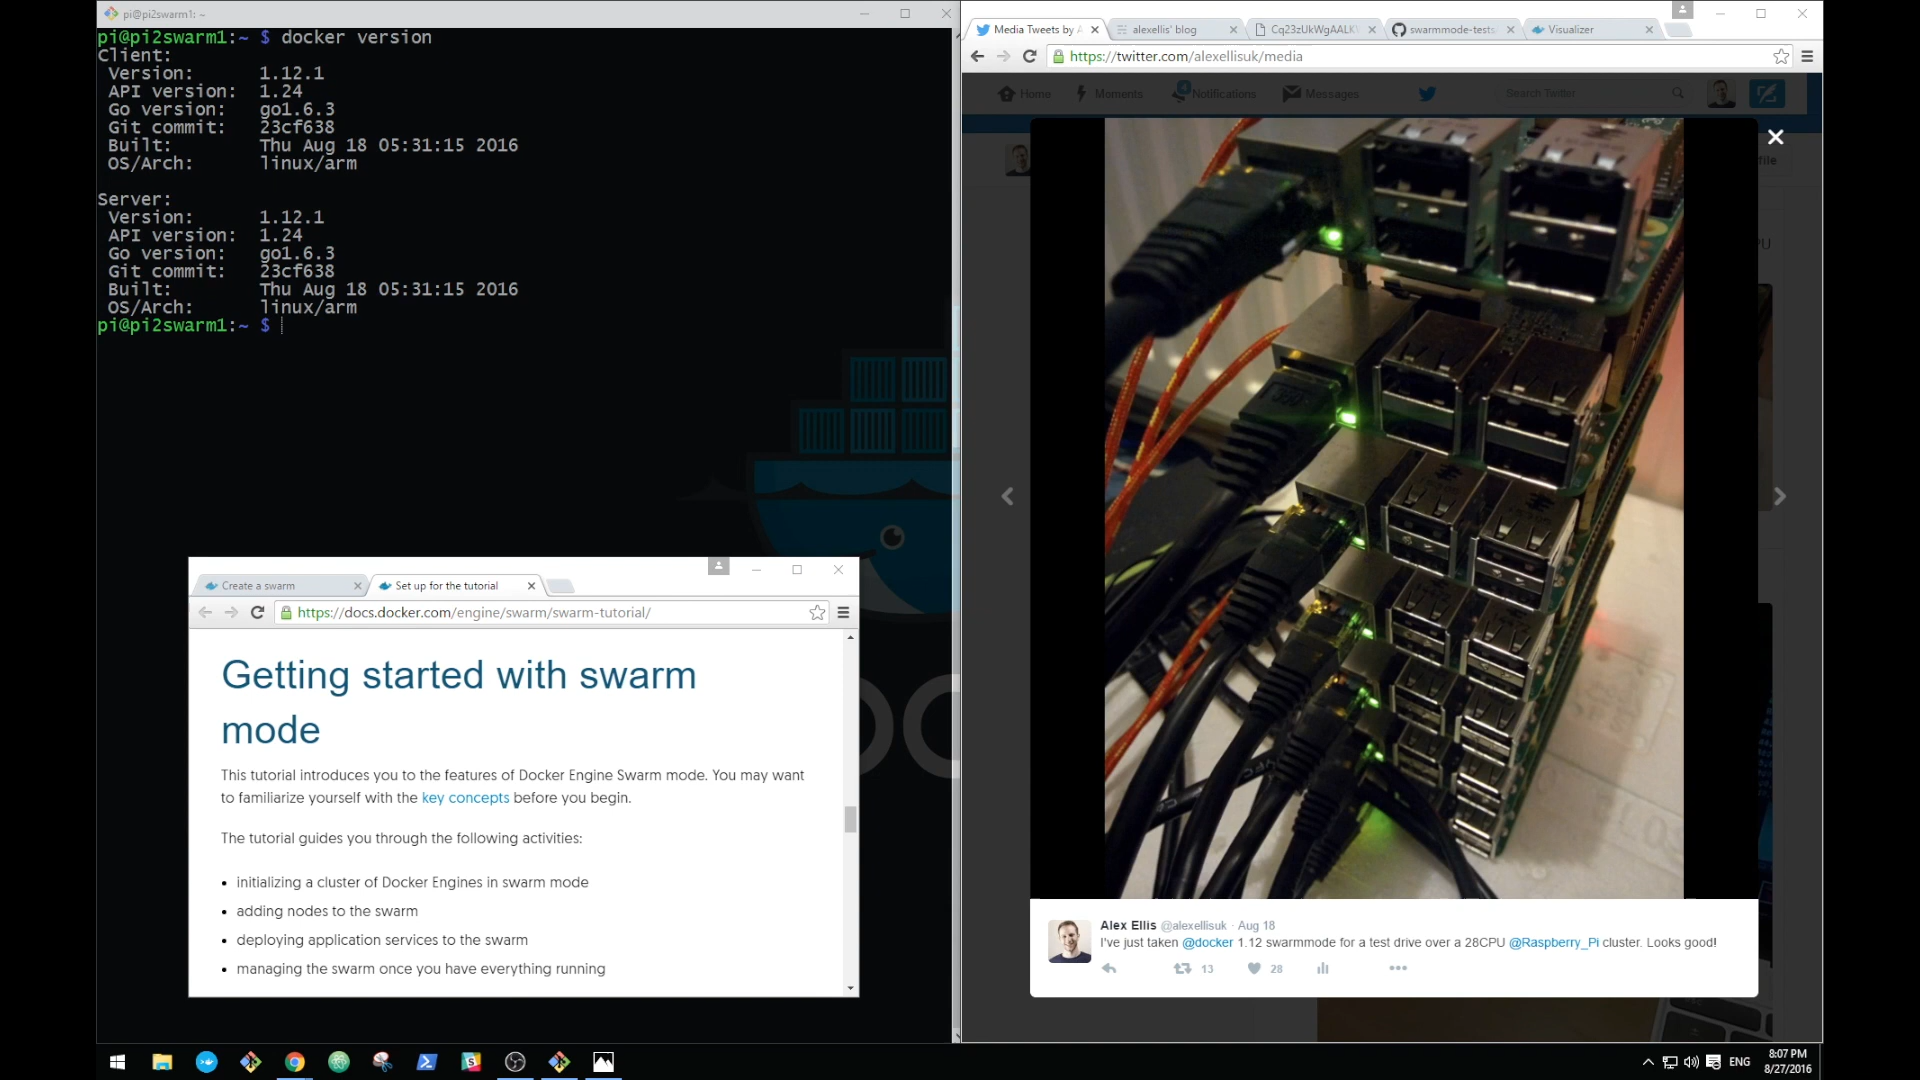 pi@pi2swarm1: ~
pi@pi2swarm1:~ $ docker version
Client:
Version: 1.12.1
API version: 1.24
Go version: go1.6.3
Git commit: 23cf638
Built: Thu Aug 18 05:31:15 2016
OS/Arch: linux/arm
Server:
Version: 1.12.1
API version: 1.24
Go version: go1.6.3
Git commit: 23cf638
Built: Thu Aug 18 05:31:15 2016
OS/Arch: linux/arm
pi@pi2swarm1:~ $
Create a swarm
Set up for the tutorial
https://docs.docker.com/engine/swarm/swarm-tutorial/
Getting started with swarm
mode
This tutorial introduces you to the features of Docker Engine Swarm mode. You may want
to familiarize yourself with the key concepts before you begin.
The tutorial guides you through the following activities:
• initializing a cluster of Docker Engines in swarm mode
• adding nodes to the swarm
• deploying application services to the swarm
• managing the swarm once you have everything running
Media Tweets by A
alexellis' blog
Cq23zUkWgAALK
swarmmode-tests
Visualizer
https://twitter.com/alexellisuk/media
Home
Moments
Notifications
Messages
Search Twitter
Alex Ellis @alexellisuk · Aug 18
I've just taken @docker 1.12 swarmmode for a test drive over a 28CPU @Raspberry_Pi cluster. Looks good!
13
28
ENG
8:07 PM
8/27/2016